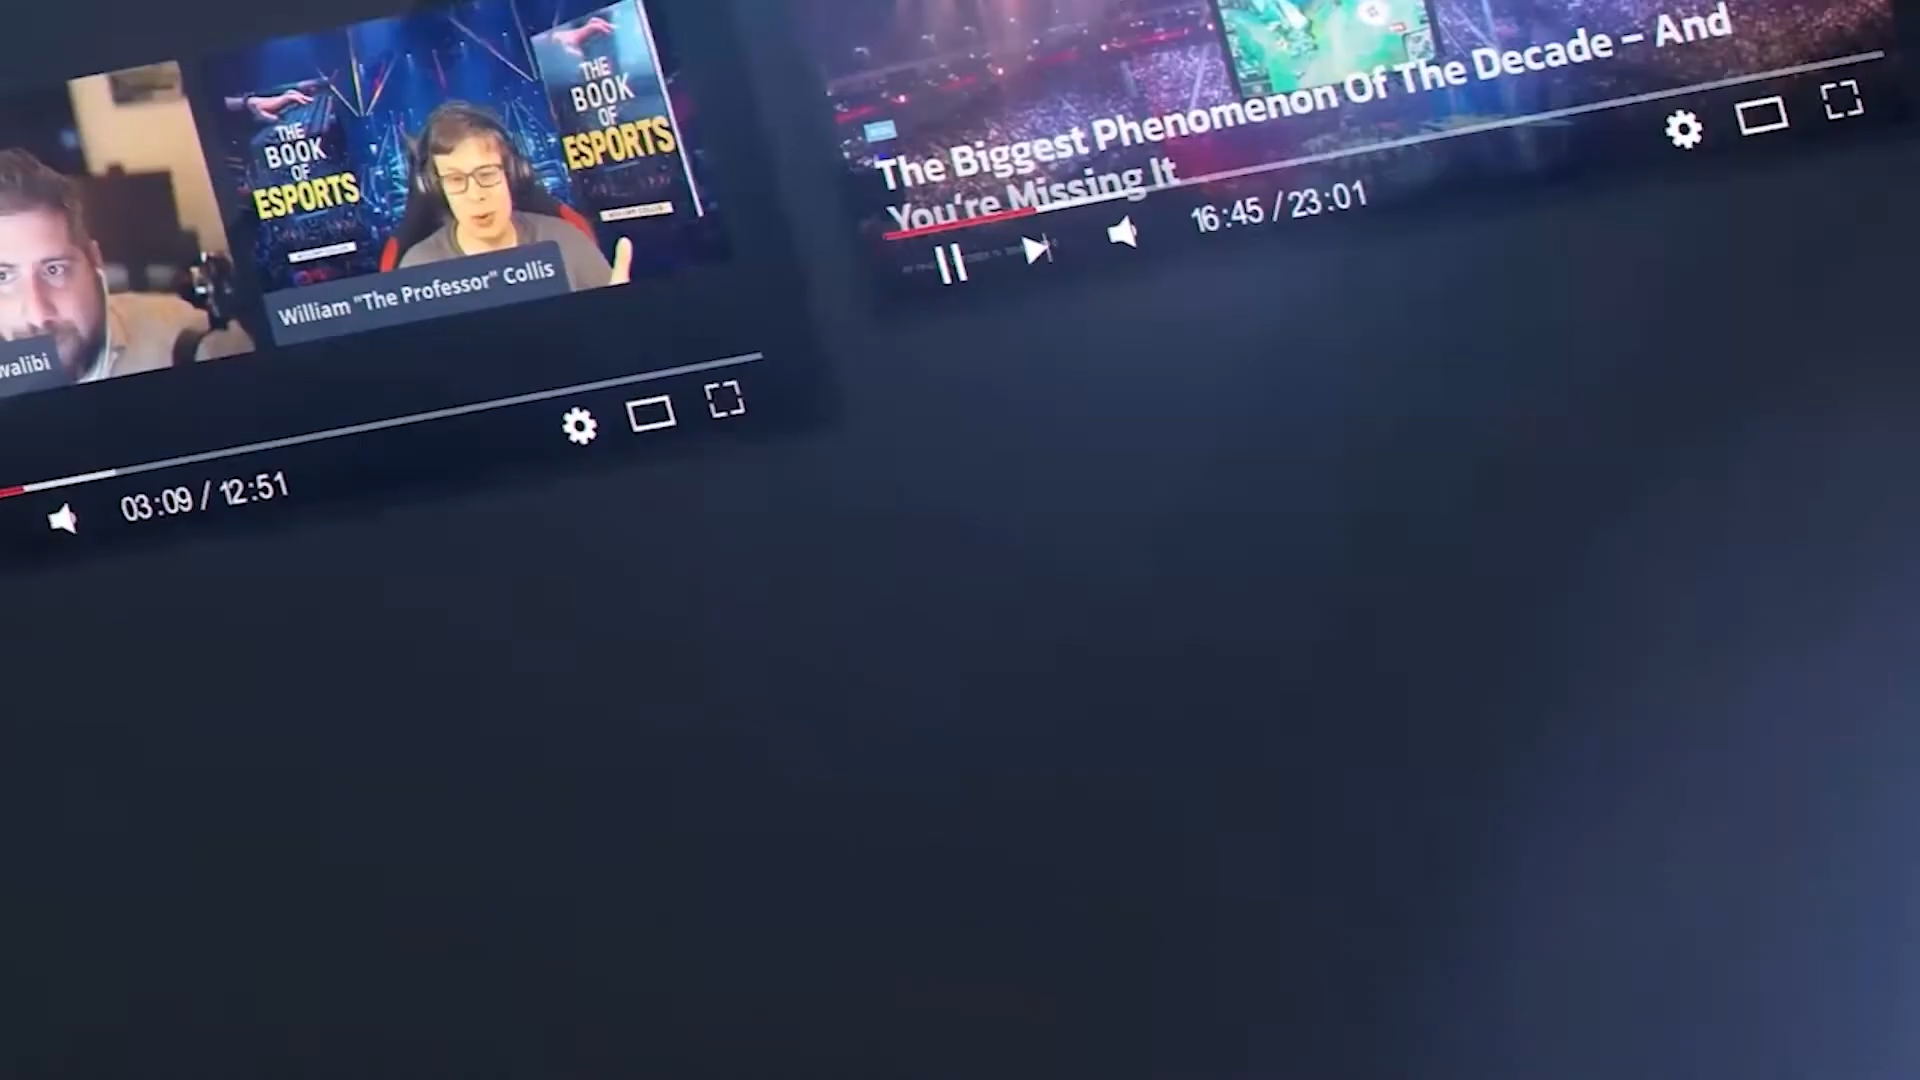 THE
BOOK
OF
ESPORTS
THE
BOOK
OF
ESPORTS
William "The Professor" Collis
walibi
03:09 / 12:51
The Biggest Phenomenon Of The Decade – And
You're Missing It
16:45 / 23:01